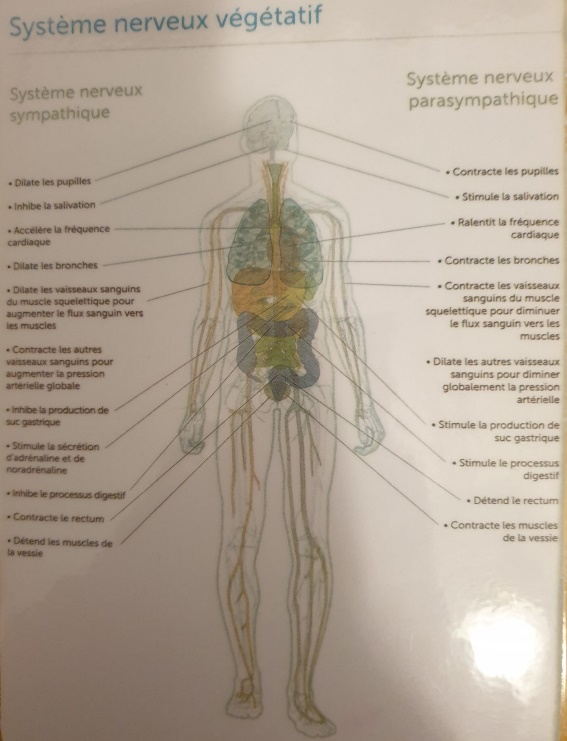 Système nerveux végétatif
Système nerveux
sympathique
• Dilate les pupilles
• Inhibe la salivation
• Accélère la fréquence
cardiaque
• Dilate les bronches
• Dilate les vaisseaux sanguins
du muscle squelettique pour
augmenter le flux sanguin vers
les muscles
• Contracte les autres
vaisseaux sanguins pour
augmenter la pression
artérielle globale
• Inhibe la production de
suc gastrique
• Stimule la sécrétion
d'adrénaline et de
noradrénaline
• Inhibe le processus digestif
• Contracte le rectum
• Détend les muscles de
la vessie
Système nerveux
parasympathique
• Contracte les pupilles
• Stimule la salivation
• Ralentit la fréquence
cardiaque
• Contracte les bronches
• Contracte les vaisseaux
sanguins du muscle
squelettique pour diminuer
le flux sanguin vers les
muscles
• Dilate les autres vaisseaux
sanguins pour diminer
globalement la pression
artérielle
• Stimule la production de
suc gastrique
• Stimule le processus
digestif
• Détend le rectum
• Contracte les muscles
de la vessie